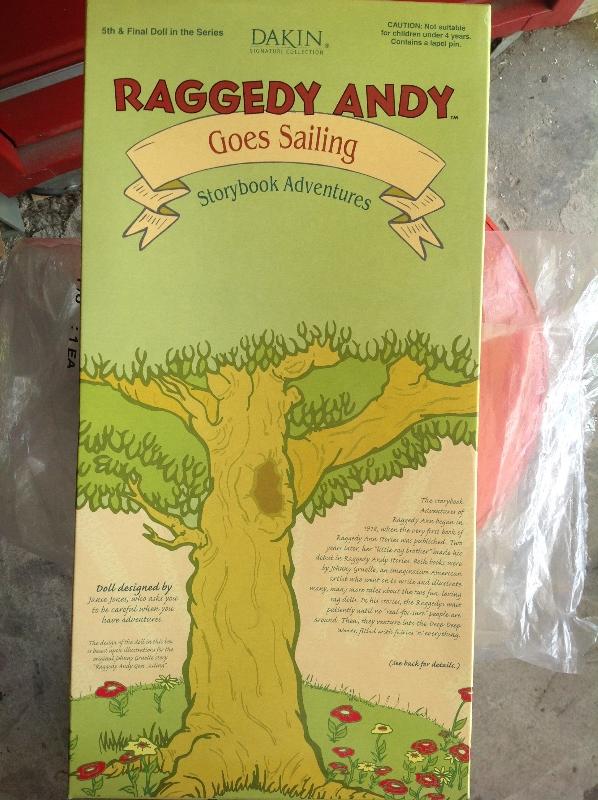 5th & Final Doll in the Series
DAKIN®
SIGNATURE COLLECTION
CAUTION: Not suitable
for children under 4 years.
Contains a lapel pin.
RAGGEDY ANDY™
Goes Sailing
Storybook Adventures
: 1 EA
The storybook
Adventures of
Raggedy Ann began in
1918, when the very first book of
Raggedy Ann Stories was published. Two
years later, her "little rag brother" made his
debut in Raggedy Andy Stories. Both books were
by Johnny Gruelle, an imaginative American
artist who went on to write and illustrate
many, many more tales about the two fun, loving
rag dolls. In his stories, the Raggedys wait
patiently until no "real-for-sure" people are
around. Then, they venture into the Deep Deep
Woods, filled with fairies 'n' everything.
(See back for details.)
Doll designed by
Janie Jones, who asks you
to be careful when you
have adventures.
The design of the doll in this box
is based upon illustrations for the
original Johnny Gruelle story
"Raggedy Andy Goes Sailing"